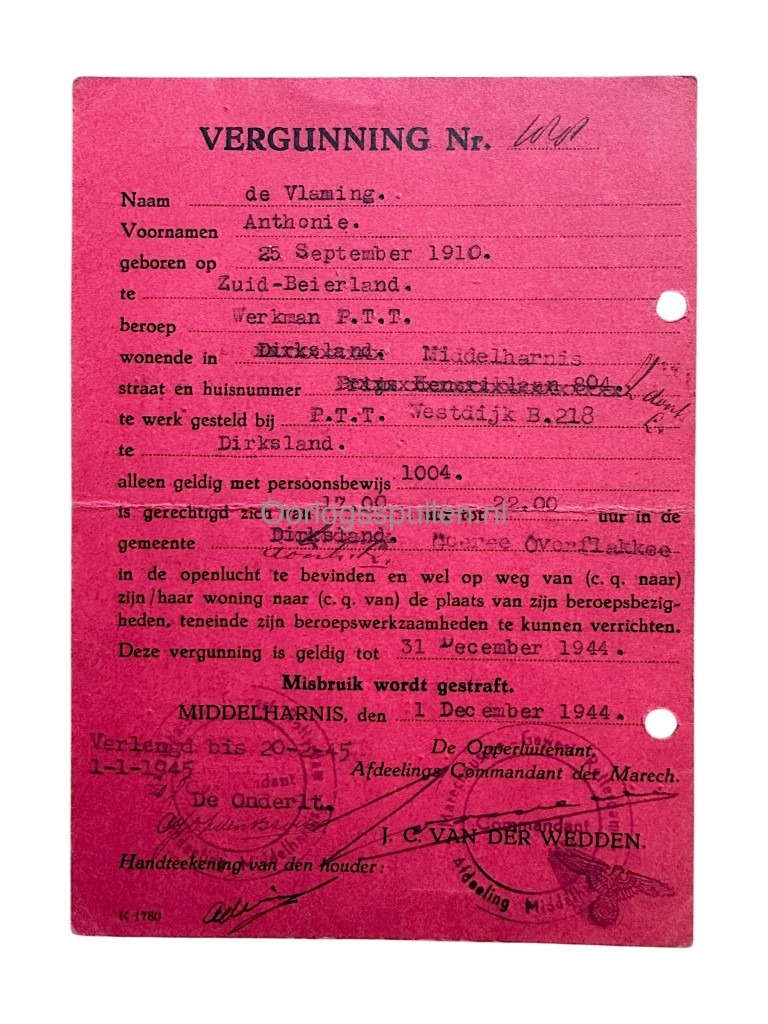 VERGUNNING Nr.
Naam de Vlaming.
Voornamen Anthonie.
geboren op 25 September 1910.
te Zuid-Beierland.
beroep Werkman P.T.T.
wonende in Dirksland. Middelharnis
straat en huisnummer Prins Hendriklaan 804.
te werk gesteld bij P.T.T. Westdijk B.218
te Dirksland.
alleen geldig met persoonsbewijs 1004.
is gerechtigd zich van 17.00 uur tot 22.00 uur in de
Oorlogsspullen.nl
gemeente Dirksland. Goeree Overflakkee
in de openlucht te bevinden en wel op weg van (c. q. naar)
zijn/haar woning naar (c. q. van) de plaats van zijn beroepsbezig-
heden, teneinde zijn beroepswerkzaamheden te kunnen verrichten.
Deze vergunning is geldig tot 31 December 1944.
Misbruik wordt gestraft.
MIDDELHARNIS, den 1 December 1944.
Verlengd bis 20-2-45
1-1-1945
De Opperluitenant,
Afdeelings Commandant der Marech.
De Onderlt.
J. C. VAN DER WEDDEN.
Commandant
Afdeeling
Handteekening van den houder:
K 1780